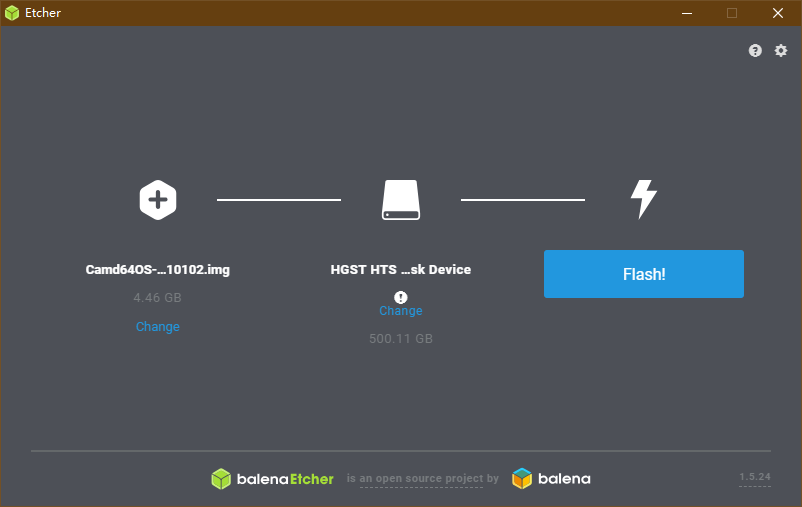 Etcher
Camd64OS-...10102.img
4.46 GB
Change
HGST HTS ...sk Device
Change
500.11 GB
Flash!
balenaEtcher is an open source project by balena
1.5.24